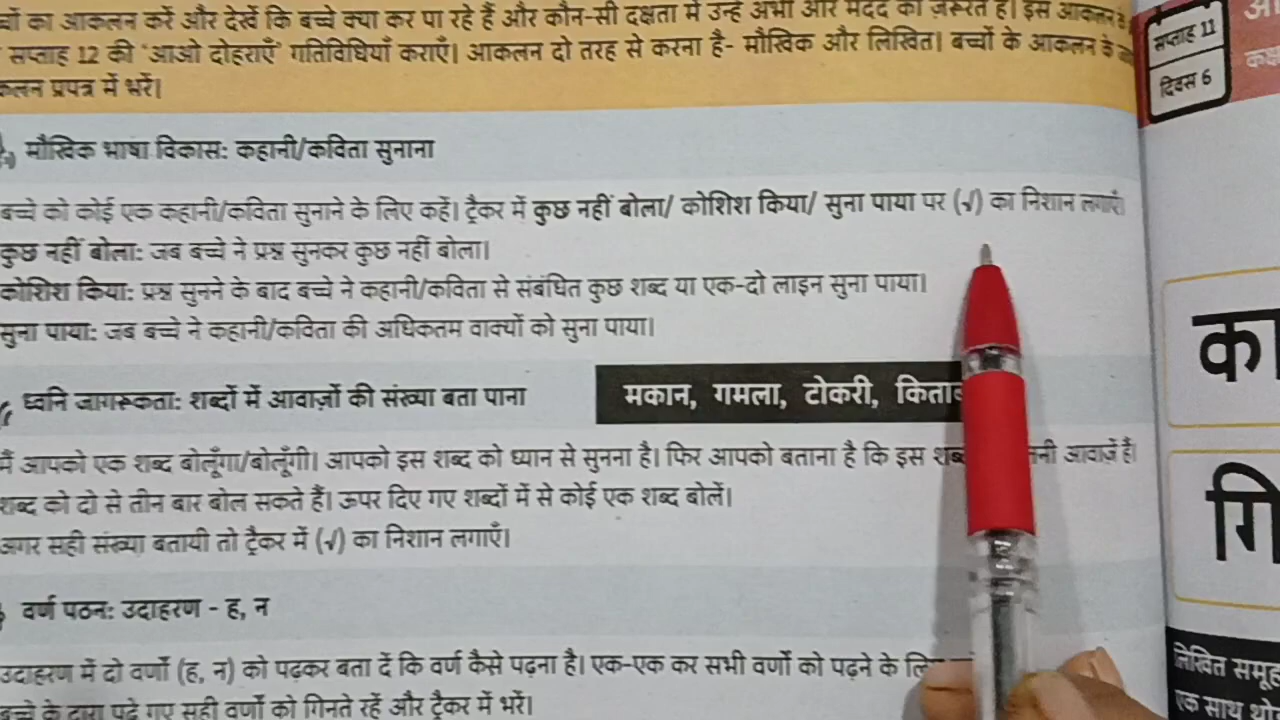 का आकलन करें और देखें कि बच्चे क्या कर पा रहे हैं और कौन-सी दक्षता में उन्हें अभी और मदद की ज़रूरत है। इस आकलन के
सप्ताह 12 की 'आओ दोहराएँ' गतिविधियाँ कराएँ। आकलन दो तरह से करना है- मौखिक और लिखित। बच्चों के आकलन के
प्रपत्र में भरें।
मौखिक भाषा विकास: कहानी/कविता सुनाना
बच्चे को कोई एक कहानी/कविता सुनाने के लिए कहें। ट्रैकर में कुछ नहीं बोला/ कोशिश किया/ सुना पाया पर (√) का निशान लगाएँ।
कुछ नहीं बोला: जब बच्चे ने प्रश्न सुनकर कुछ नहीं बोला।
कोशिश किया: प्रश्न सुनने के बाद बच्चे ने कहानी/कविता से संबंधित कुछ शब्द या एक-दो लाइन सुना पाया।
सुना पाया: जब बच्चे ने कहानी/कविता की अधिकतम वाक्यों को सुना पाया।
ध्वनि जागरूकता: शब्दों में आवाज़ों की संख्या बता पाना
मकान, गमला, टोकरी,
मैं आपको एक शब्द बोलूँगा/बोलूँगी। आपको इस शब्द को ध्यान से सुनना है। फिर आपको बताना है कि इस आवाज़ें हैं।
शब्द को दो से तीन बार बोल सकते हैं। ऊपर दिए गए शब्दों में से कोई एक शब्द बोलें।
अगर सही संख्या बतायी तो ट्रैकर में (√) का निशान लगाएँ।
वर्ण पठन: उदाहरण - ह, न
उदाहरण में दो वर्णों (ह, न) को पढ़कर बता दें कि वर्ण कैसे पढ़ना है। एक-एक कर सभी वर्णों को पढ़ने के
बच्चे के द्वारा पढ़े गए सही वर्णों को गिनते रहें और ट्रैकर में भरें।
सप्ताह 11
दिवस 6
का
गि
लिखित समूह
एक साथ